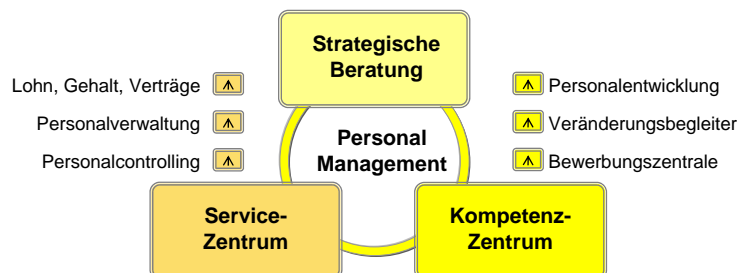 Strategische
Beratung
Lohn, Gehalt, Verträge
Personalverwaltung
Personalcontrolling
Personal
Management
Personalentwicklung
Veränderungsbegleiter
Bewerbungszentrale
Service-
Zentrum
Kompetenz-
Zentrum